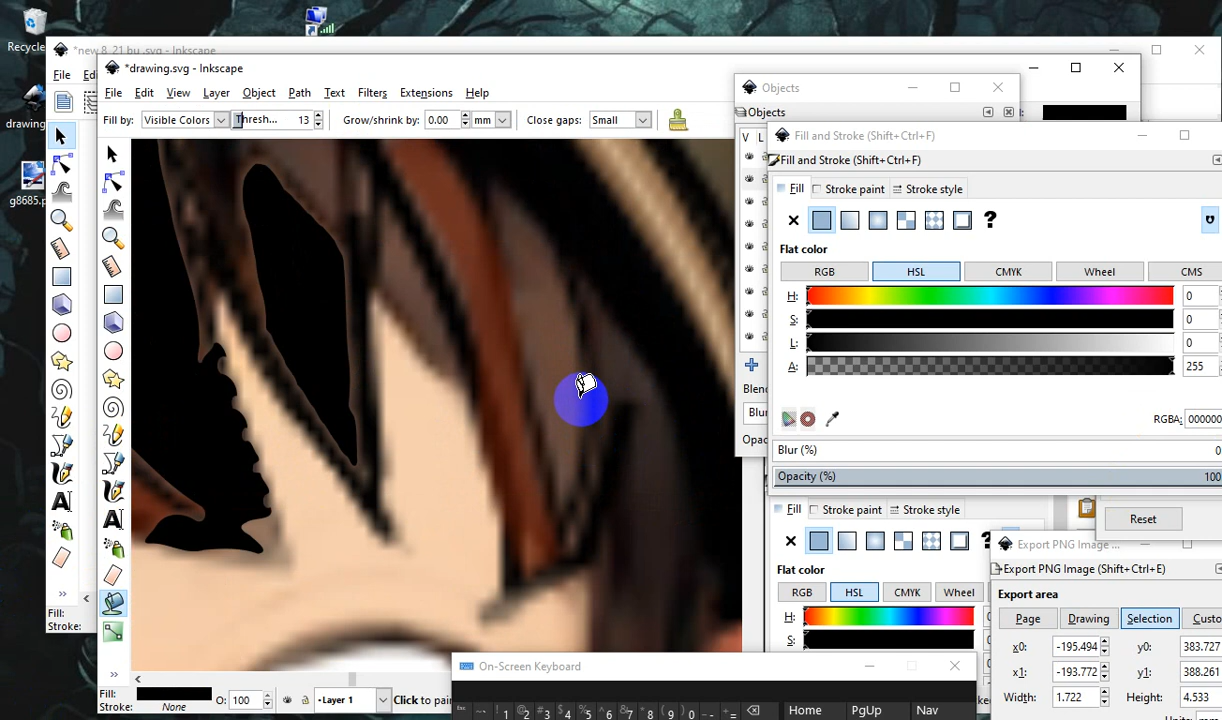 Recycle
*new 8 21 bu .svg - Inkscape
*drawing.svg - Inkscape
File
File Edit View Layer Object Path Text Filters Extensions Help
Fill by: Visible Colors Thresh... 13 Grow/shrink by: 0.00 mm Close gaps: Small
drawing
g8685.p
Objects
Objects
V L
Fill and Stroke (Shift+Ctrl+F)
Fill and Stroke (Shift+Ctrl+F)
Fill Stroke paint Stroke style
?
Flat color
RGB HSL CMYK Wheel CMS
H: 0
S: 0
L: 0
A: 255
RGBA: 000000
Blur (%) 0
Opacity (%) 100
Blen
Blur
Opac
Fill Stroke paint Stroke style
Flat color
RGB HSL CMYK Wheel
H:
S:
Reset
Export PNG Image ...
Export PNG Image (Shift+Ctrl+E)
Export area
Page Drawing Selection Custo
x0: -195.494 y0: 383.727
x1: -193.772 y1: 388.261
Width: 1.722 Height: 4.533
Fill:
Stroke:
Fill:
Stroke: None
O: 100
Layer 1
Click to pai
On-Screen Keyboard
Home PgUp Nav